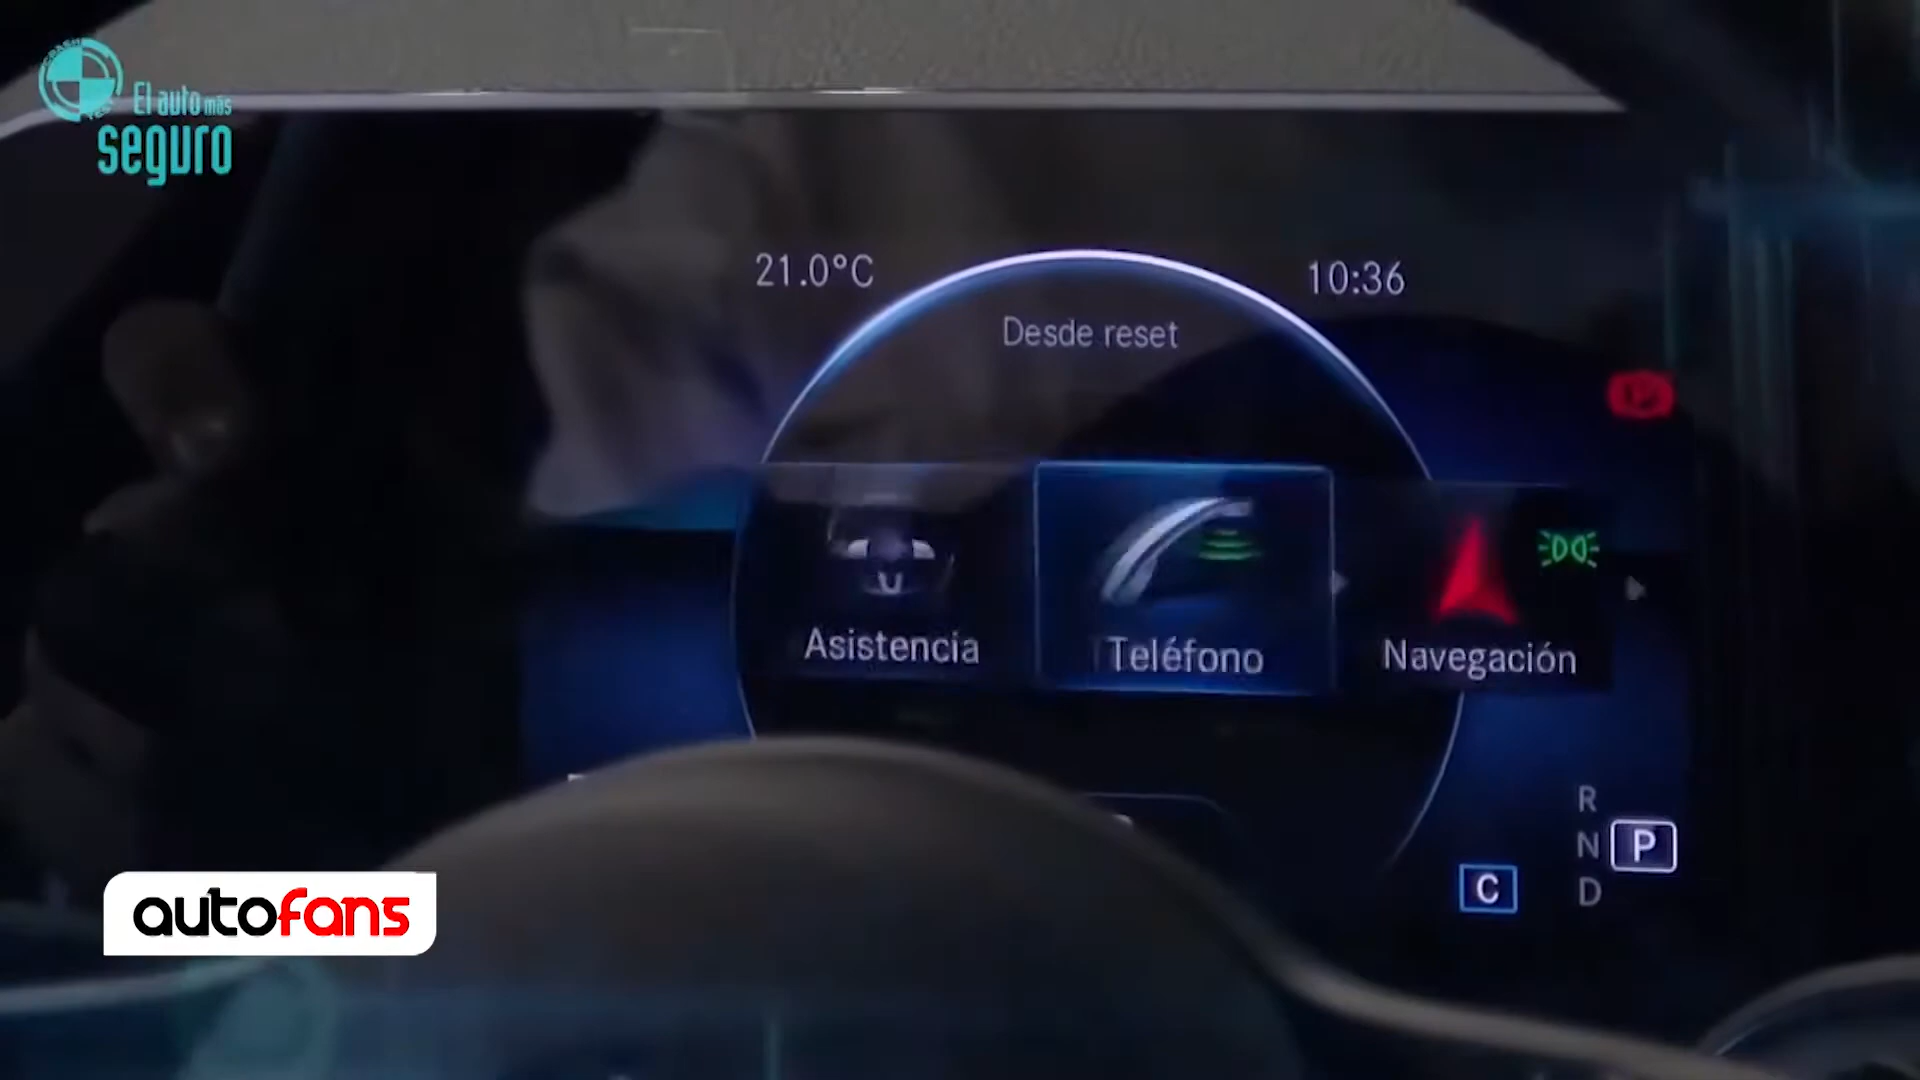 El auto más
seguro
21.0°C
10:36
Desde reset
Asistencia
Teléfono
Navegación
R
N
P
D
C
autofans